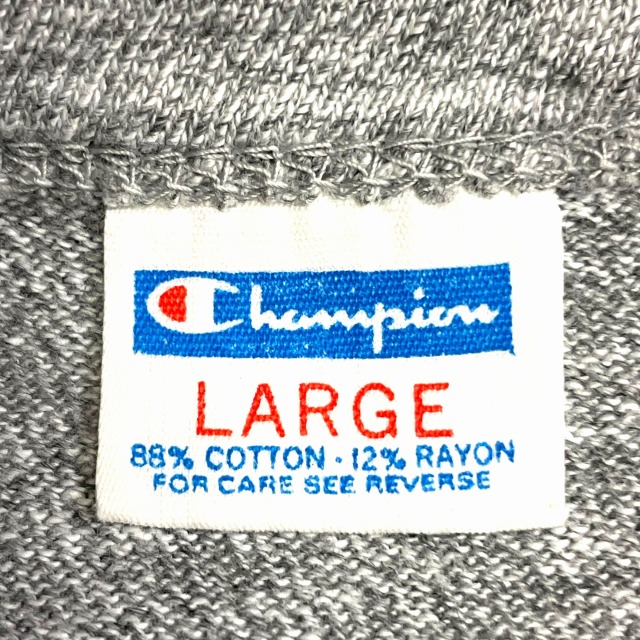 Champion
LARGE
88% COTTON · 12% RAYON
FOR CARE SEE REVERSE